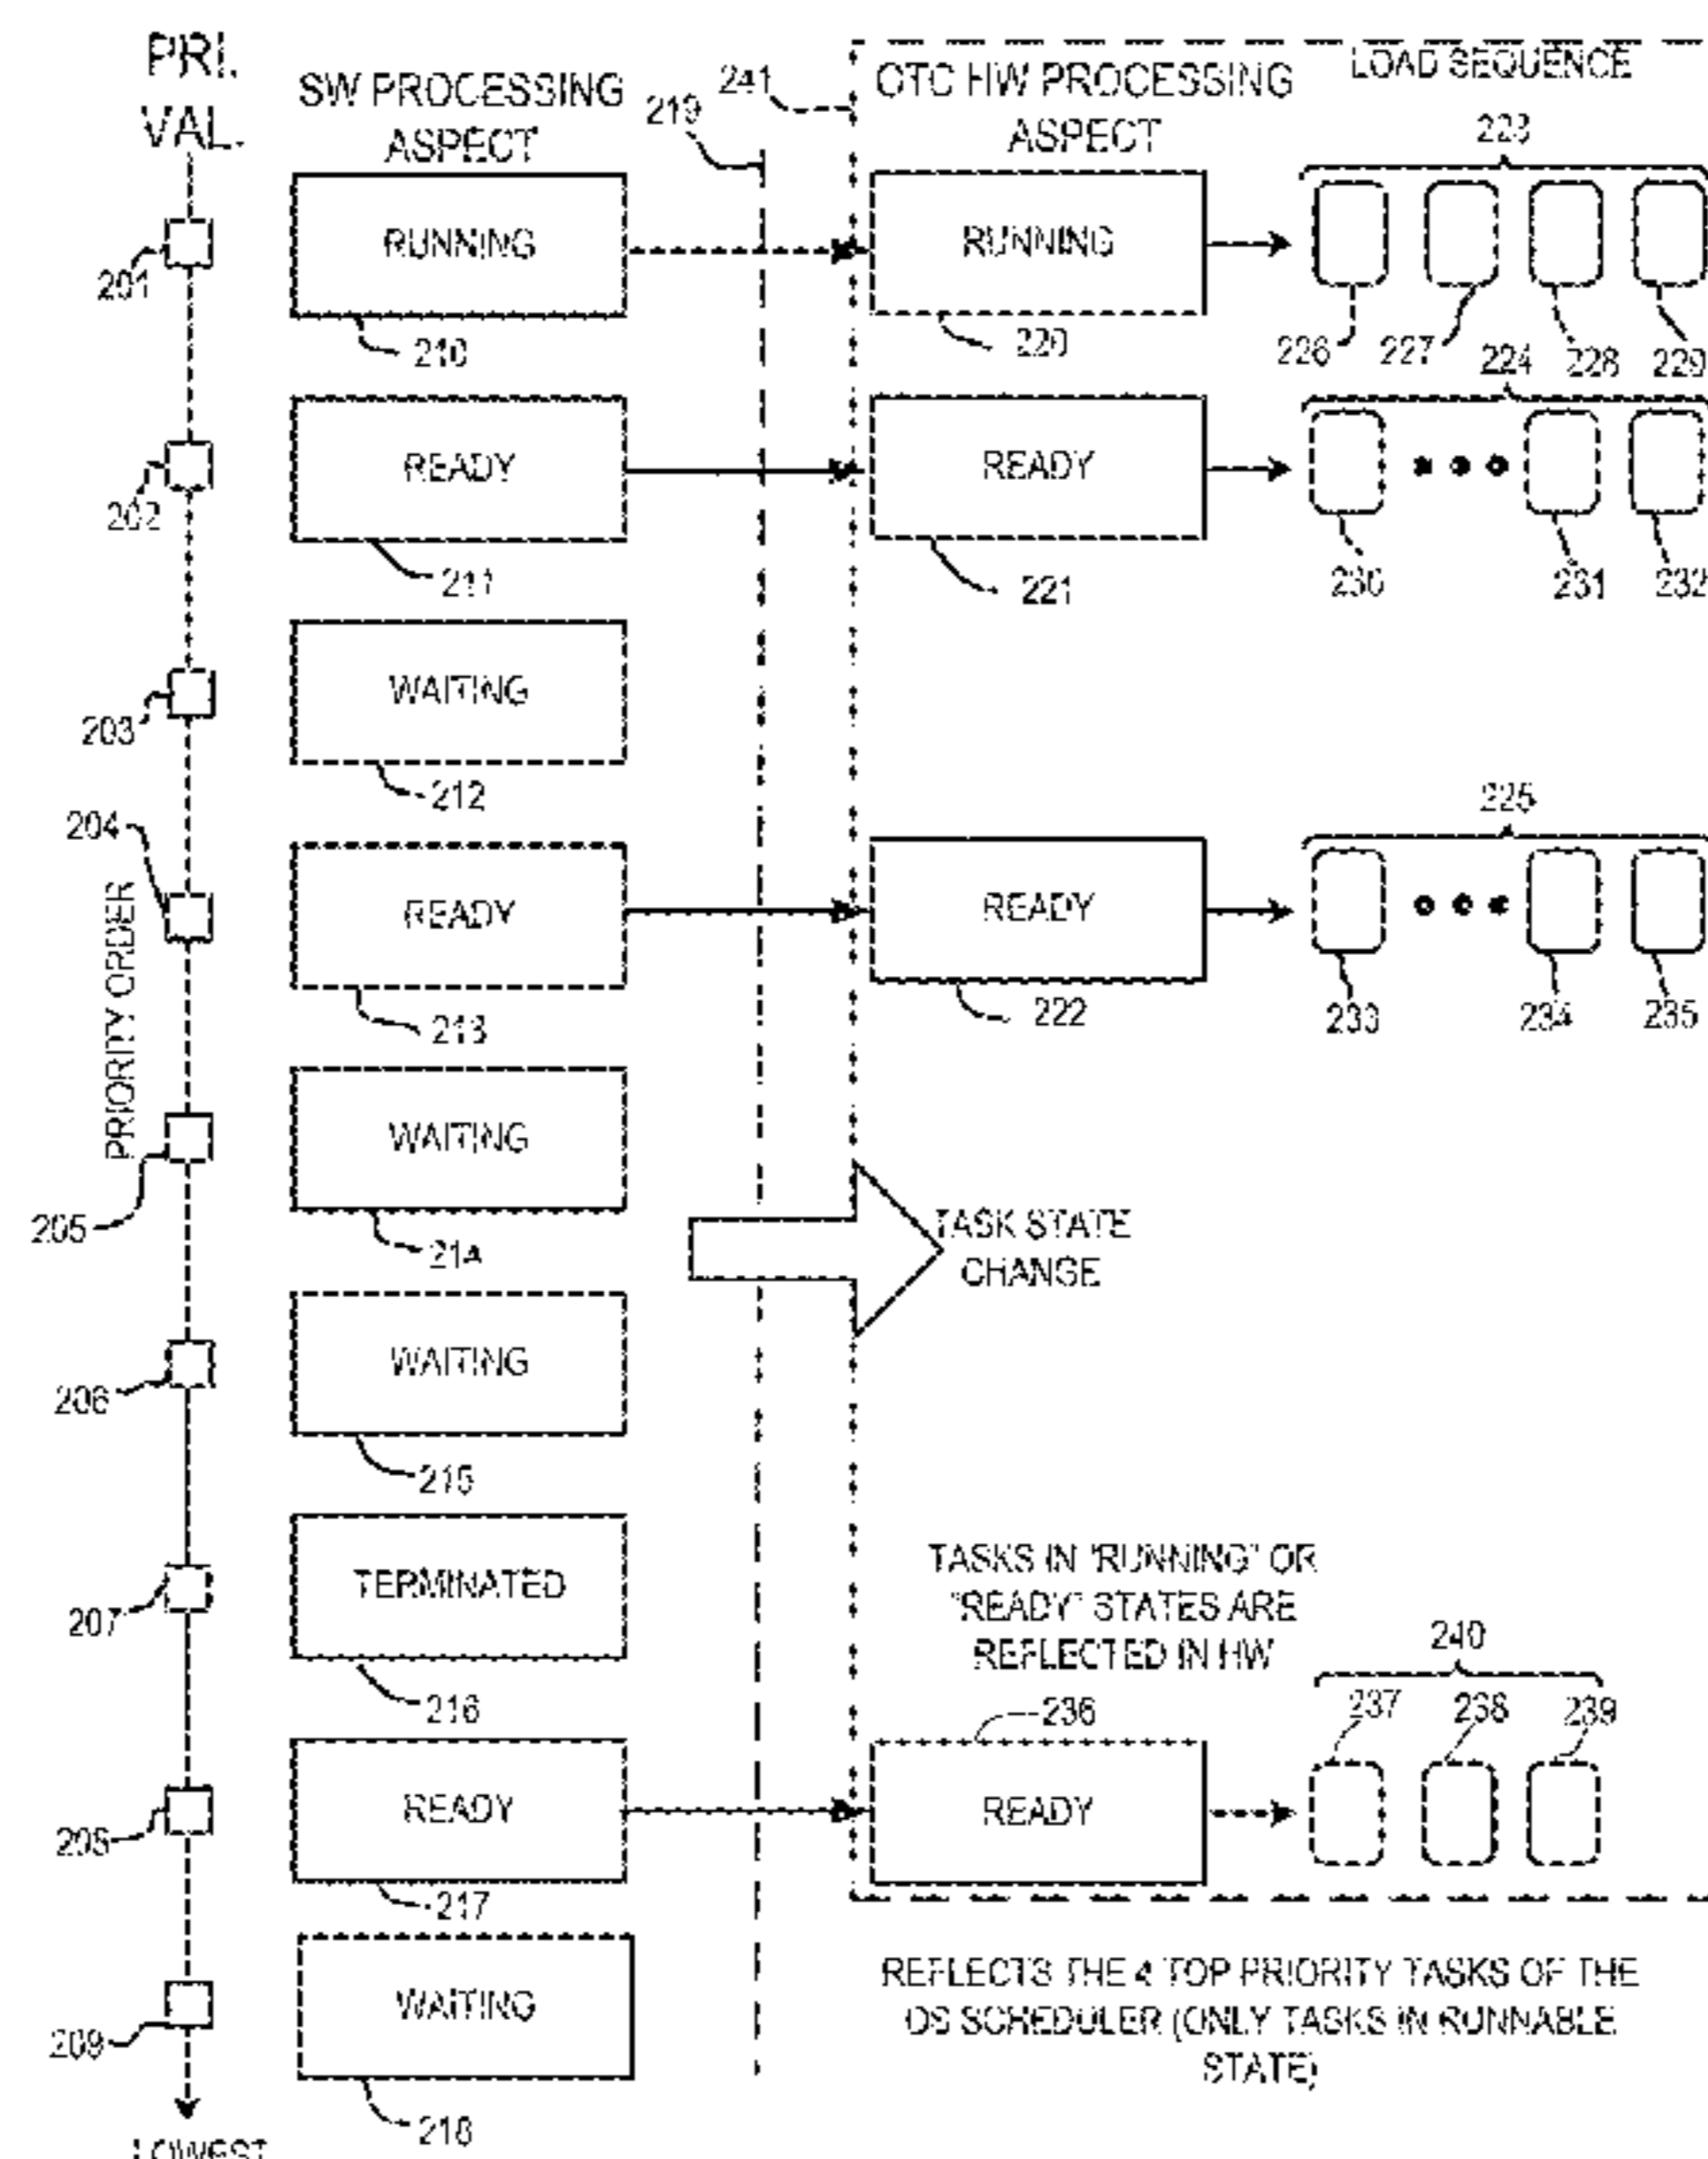 PRI.
VAL.
SW PROCESSING
ASPECT
219
241
OTC HW PROCESSING
ASPECT
LOAD SEQUENCE
223
201
RUNNING
210
RUNNING
220
226
227
228
229
224
202
READY
211
READY
221
230
231
232
203
WAITING
212
204
READY
213
READY
222
225
233
234
235
PRIORITY ORDER
205
WAITING
214
TASK STATE
CHANGE
206
WAITING
215
207
TERMINATED
216
TASKS IN "RUNNING" OR
"READY" STATES ARE
REFLECTED IN HW
240
236
237
238
239
208
READY
217
READY
209
WAITING
218
REFLECTS THE 4 TOP PRIORITY TASKS OF THE
OS SCHEDULER (ONLY TASKS IN RUNNABLE
STATE)
LOWEST